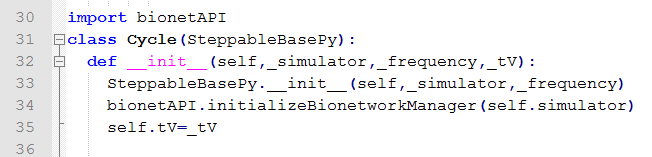 30 import bionetAPI
31 class Cycle(SteppableBasePy):
32 def __init__(self,_simulator,_frequency,_tV):
33 SteppableBasePy.__init__(self,_simulator,_frequency)
34 bionetAPI.initializeBionetworkManager(self.simulator)
35 self.tV=_tV
36